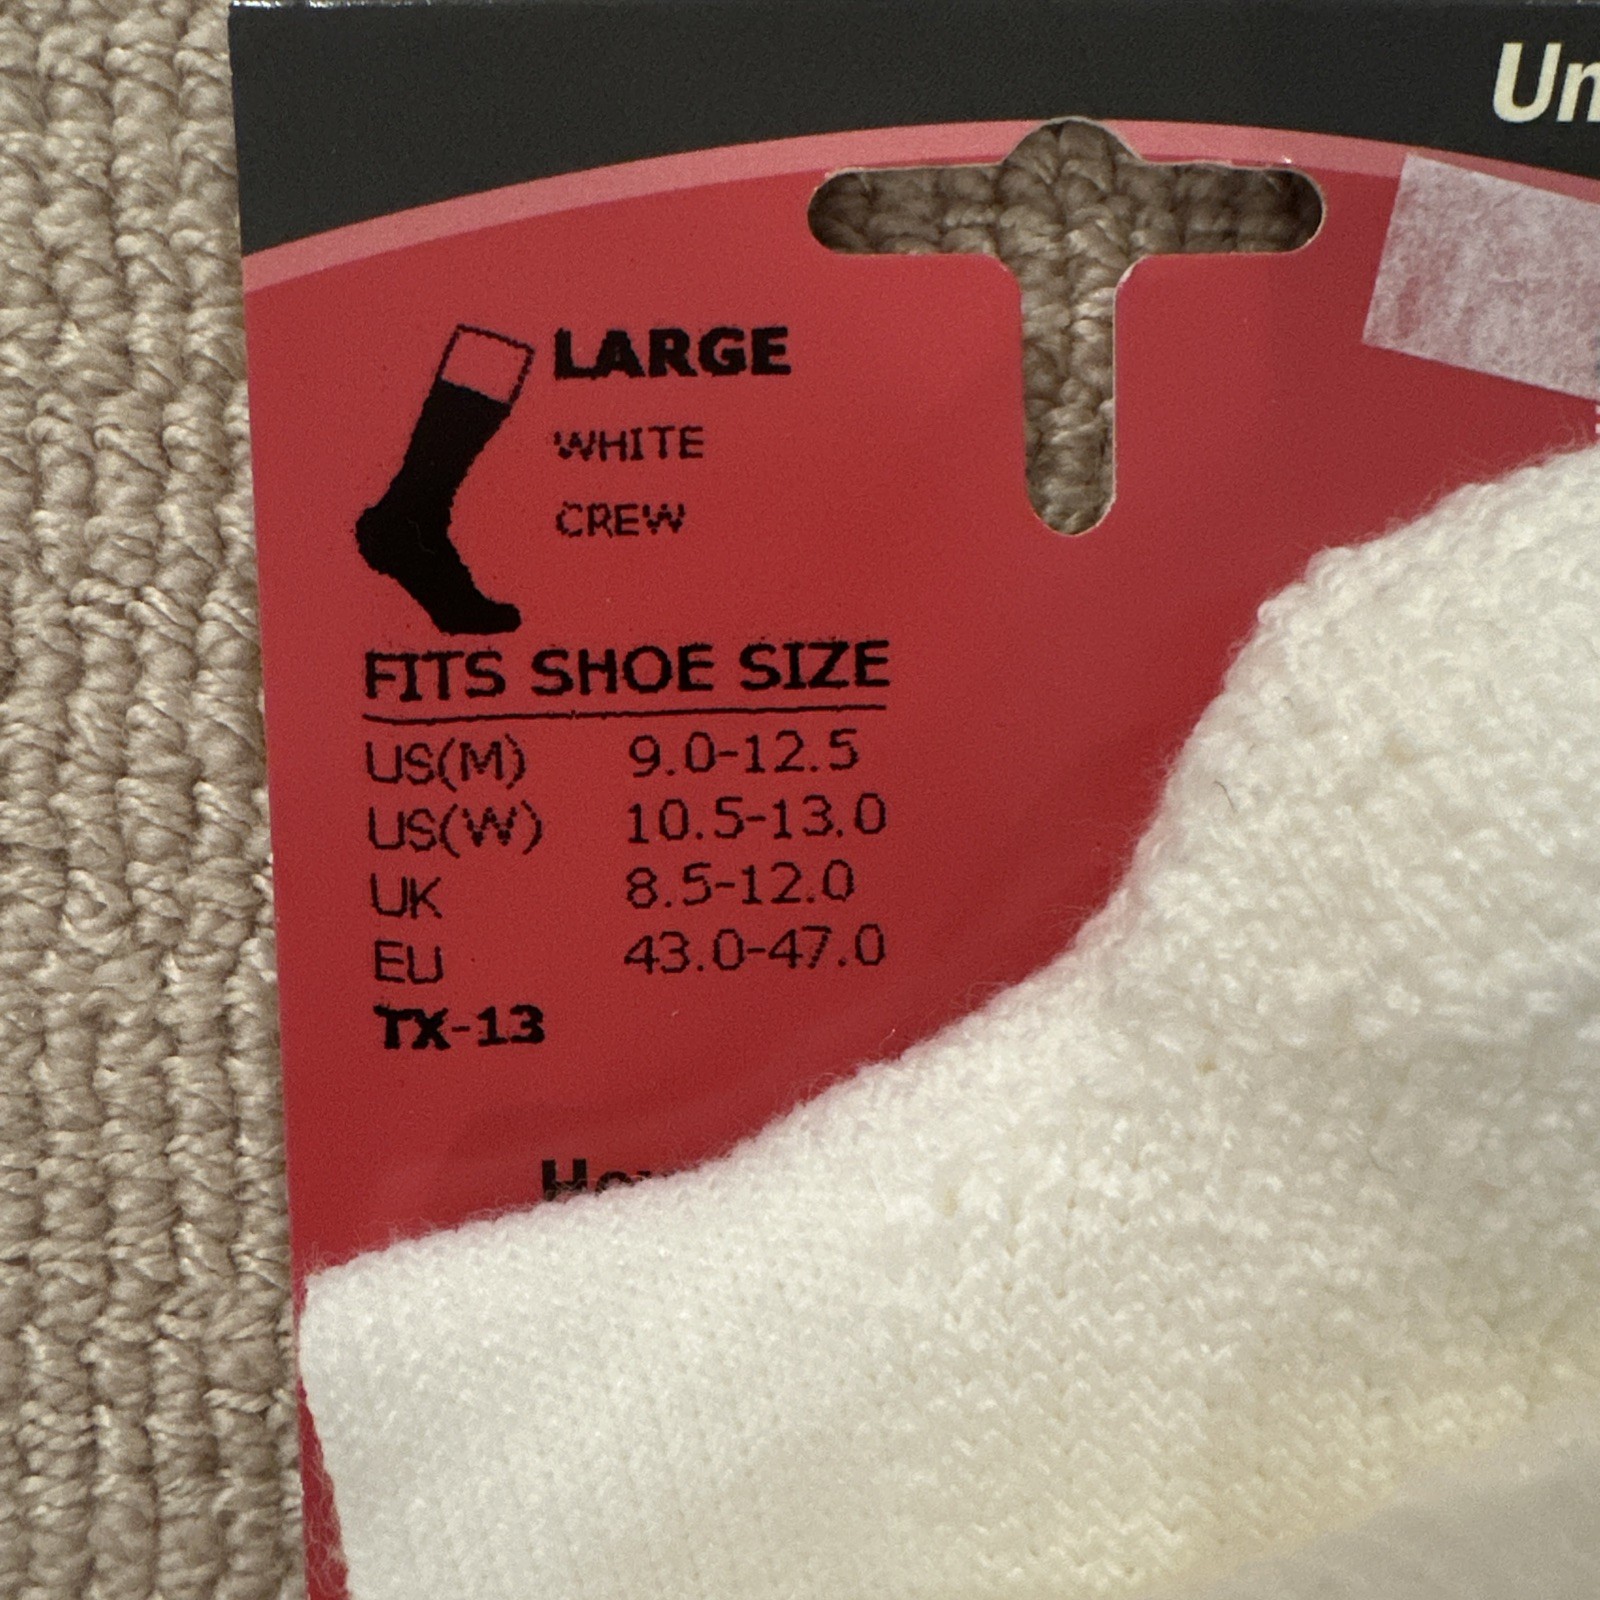 Un
LARGE
WHITE
CREW
FITS SHOE SIZE
US(M) 9.0-12.5
US(W) 10.5-13.0
UK 8.5-12.0
EU 43.0-47.0
TX-13